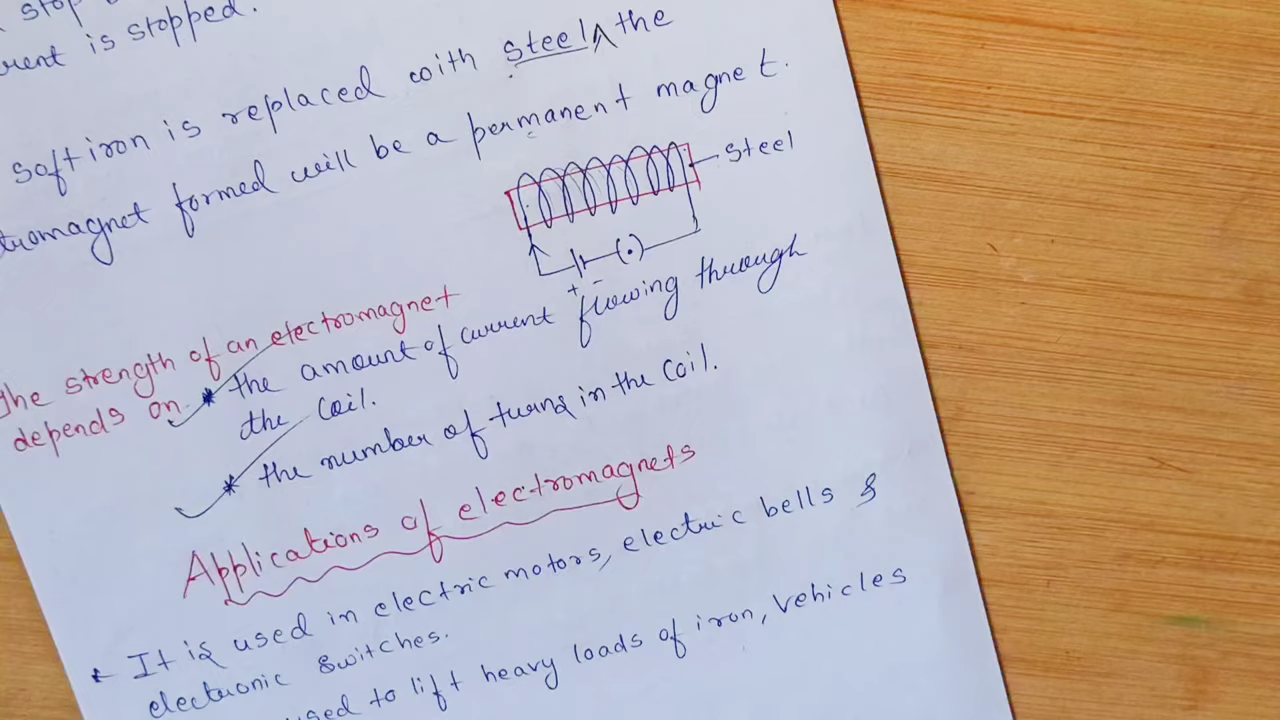 stop
rent is stopped.
soft iron is replaced with steel ^ the
tromagnet formed will be a permanent magnet.
steel
+ -
the strength of an electromagnet
depends on * the amount of current flowing through
the coil.
* the number of turns in the coil.
Applications of electromagnets
* It is used in electric motors, electric bells &
electronic switches.
used to lift heavy loads of iron, vehicles